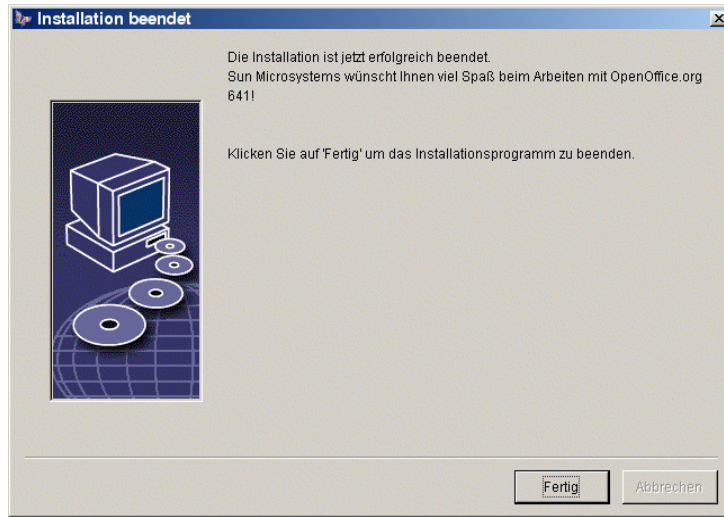 Installation beendet
Die Installation ist jetzt erfolgreich beendet.
Sun Microsystems wünscht Ihnen viel Spaß beim Arbeiten mit OpenOffice.org
641!
Klicken Sie auf 'Fertig' um das Installationsprogramm zu beenden.
Fertig
Abbrechen